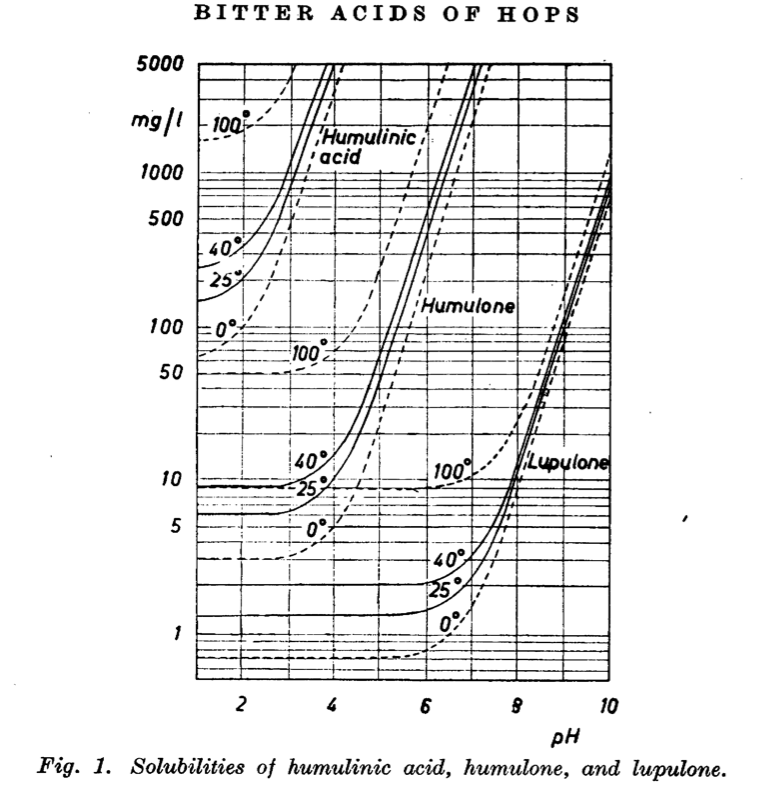 BITTER ACIDS OF HOPS
5000
mg/l
100°
Humulinic
acid
1000
500
40°
25°
0°
Humulone
100
100°
50
40°
10
25°
100°
Lupulone
5
0°
40°
25°
1
0°
2 4 6 8 10
pH
Fig. 1. Solubilities of humulinic acid, humulone, and lupulone.